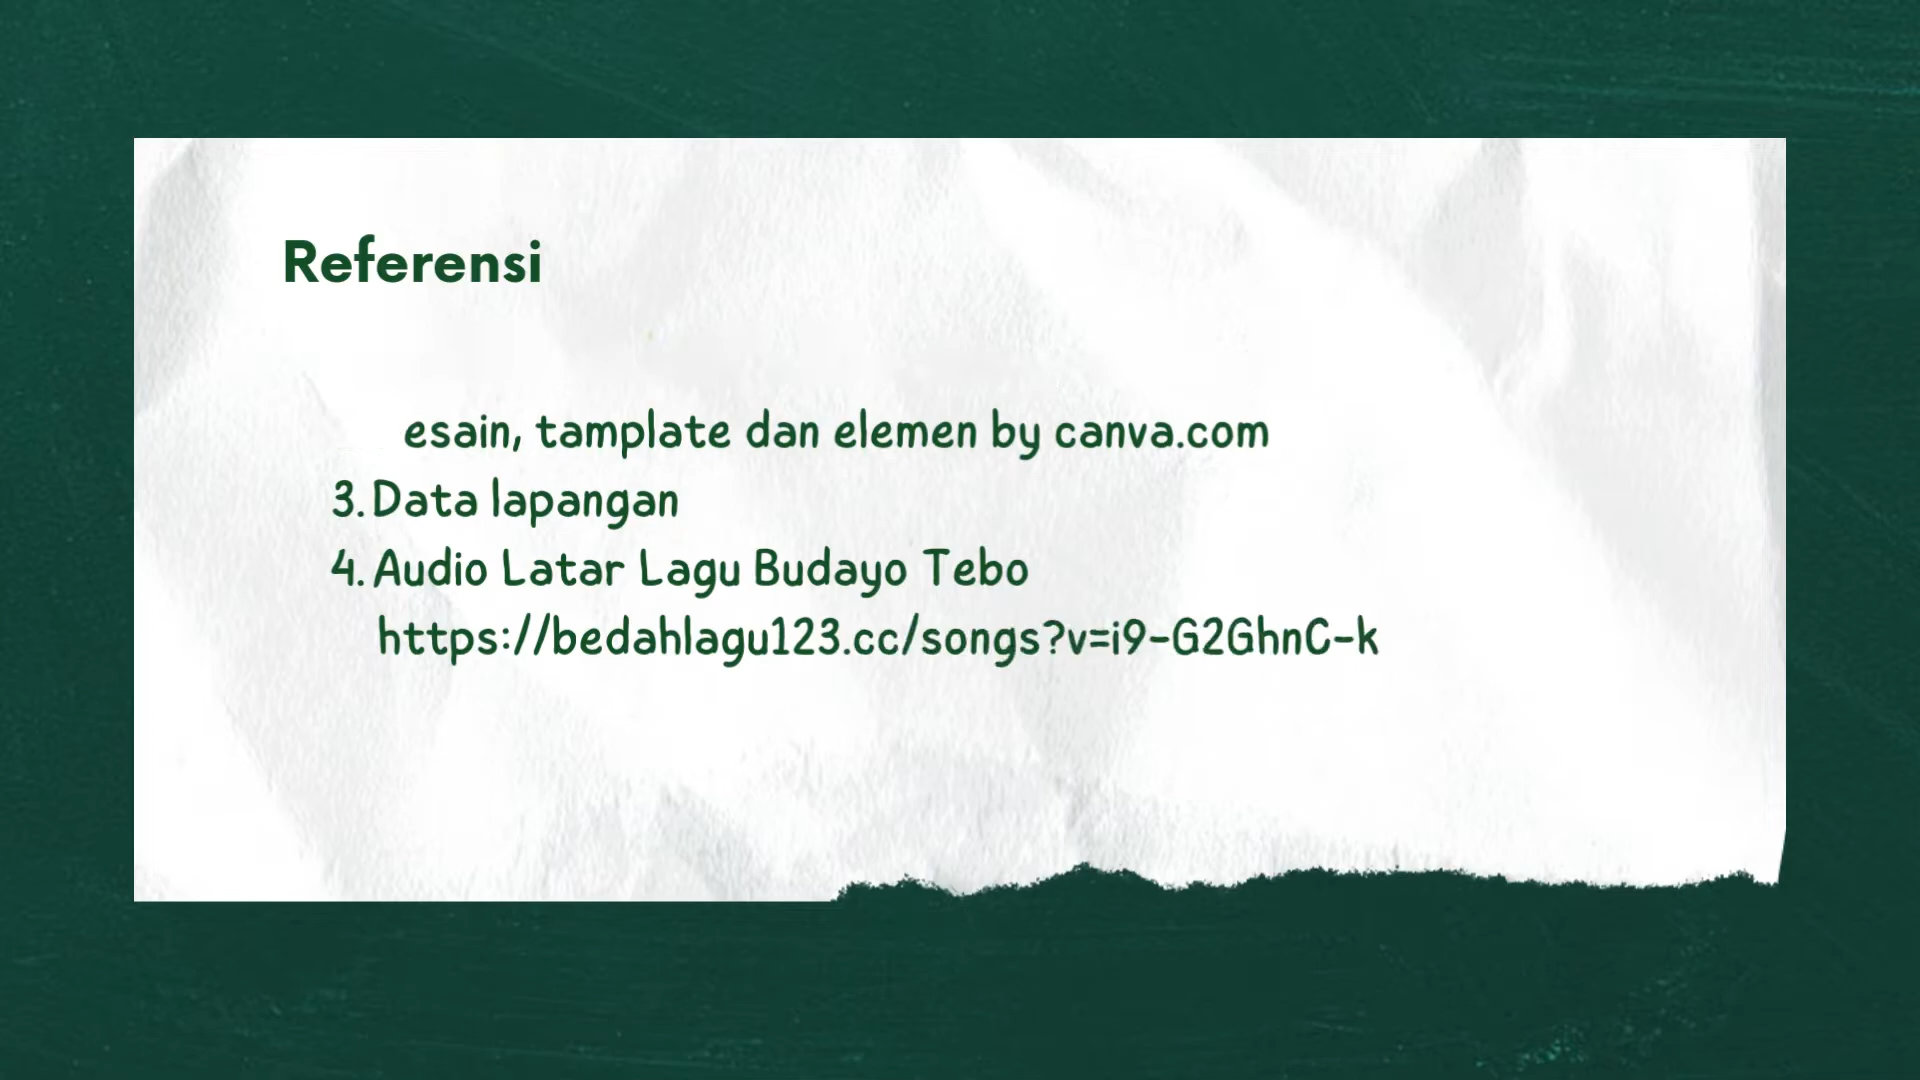 Referensi
esain, tamplate dan elemen by canva.com
3. Data lapangan
4. Audio Latar Lagu Budayo Tebo
https://bedahlagu123.cc/songs?v=i9-G2GhnC-k